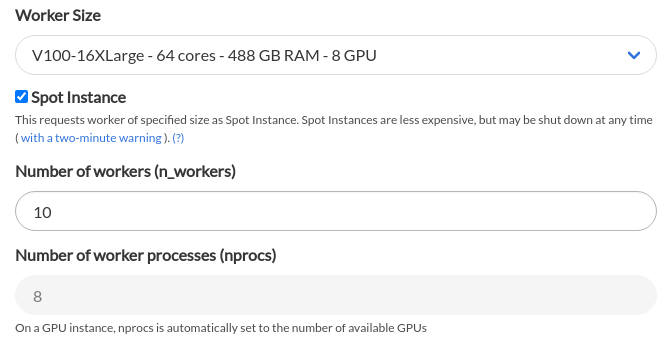 Worker Size
V100-16XLarge - 64 cores - 488 GB RAM - 8 GPU
Spot Instance
This requests worker of specified size as Spot Instance. Spot Instances are less expensive, but may be shut down at any time
( with a two-minute warning ). (?)
Number of workers (n_workers)
10
Number of worker processes (nprocs)
8
On a GPU instance, nprocs is automatically set to the number of available GPUs